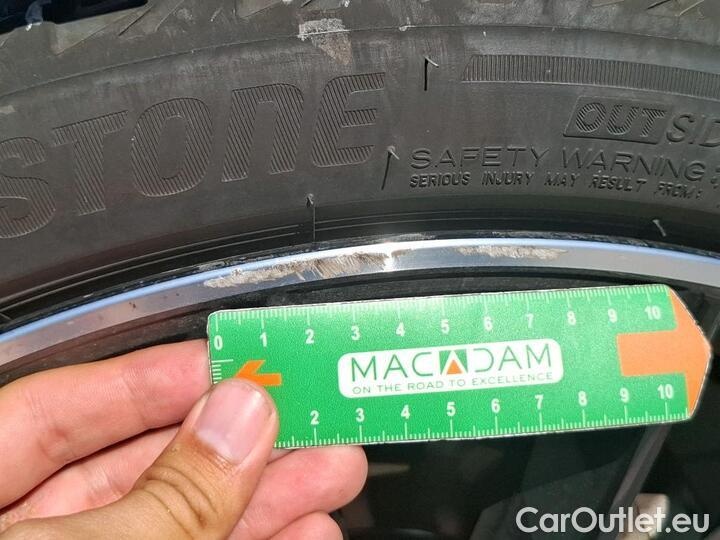 STONE
OUTSID
SAFETY WARNING:
SERIOUS INJURY MAY RESULT FROM:
0 1 2 3 4 5 6 7 8 9 10
MACADAM
ON THE ROAD TO EXCELLENCE
2 3 4 5 6 7 8 9 10
CarOutlet.eu